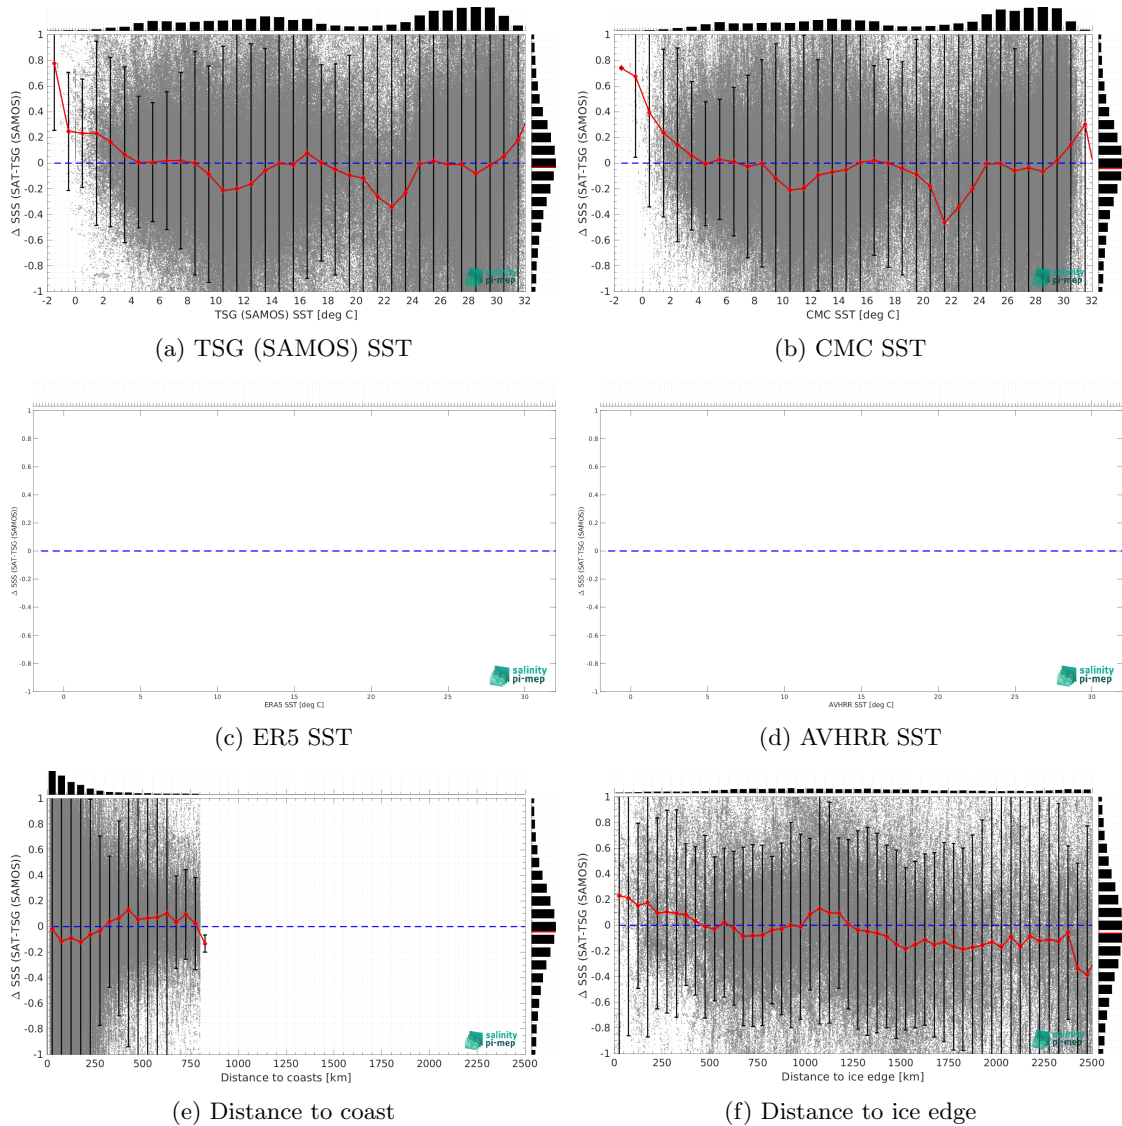 1
0.8
0.6
0.4
0.2
0
-0.2
-0.4
-0.6
-0.8
-1
Δ SSS (SAT-TSG (SAMOS))
salinity
pi-mep
-2 0 2 4 6 8 10 12 14 16 18 20 22 24 26 28 30 32
TSG (SAMOS) SST [deg C]
(a) TSG (SAMOS) SST
1
0.8
0.6
0.4
0.2
0
-0.2
-0.4
-0.6
-0.8
-1
Δ SSS (SAT-TSG (SAMOS))
salinity
pi-mep
-2 0 2 4 6 8 10 12 14 16 18 20 22 24 26 28 30 32
CMC SST [deg C]
(b) CMC SST
1
0.8
0.6
0.4
0.2
0
-0.2
-0.4
-0.6
-0.8
-1
Δ SSS (SAT-TSG (SAMOS))
salinity
pi-mep
0 5 10 15 20 25 30
ERA5 SST [deg C]
(c) ER5 SST
1
0.8
0.6
0.4
0.2
0
-0.2
-0.4
-0.6
-0.8
-1
Δ SSS (SAT-TSG (SAMOS))
salinity
pi-mep
0 5 10 15 20 25 30
AVHRR SST [deg C]
(d) AVHRR SST
1
0.8
0.6
0.4
0.2
0
-0.2
-0.4
-0.6
-0.8
-1
Δ SSS (SAT-TSG (SAMOS))
salinity
pi-mep
0 250 500 750 1000 1250 1500 1750 2000 2250 2500
Distance to coasts [km]
(e) Distance to coast
1
0.8
0.6
0.4
0.2
0
-0.2
-0.4
-0.6
-0.8
-1
Δ SSS (SAT-TSG (SAMOS))
salinity
pi-mep
0 250 500 750 1000 1250 1500 1750 2000 2250 2500
Distance to ice edge [km]
(f) Distance to ice edge